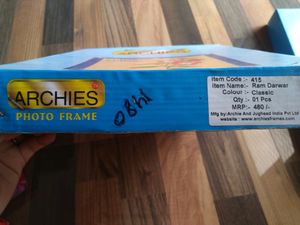 ARCHIES
PHOTO FRAME
Item Code :- 415
Item Name:- Ram Darwar
Colour :- Classic
Qty :- 01 Pcs
MRP:- 480 /-
Mfg by:-Archie And Jughead India Pvt Ltd
website : www.archiesframes.com